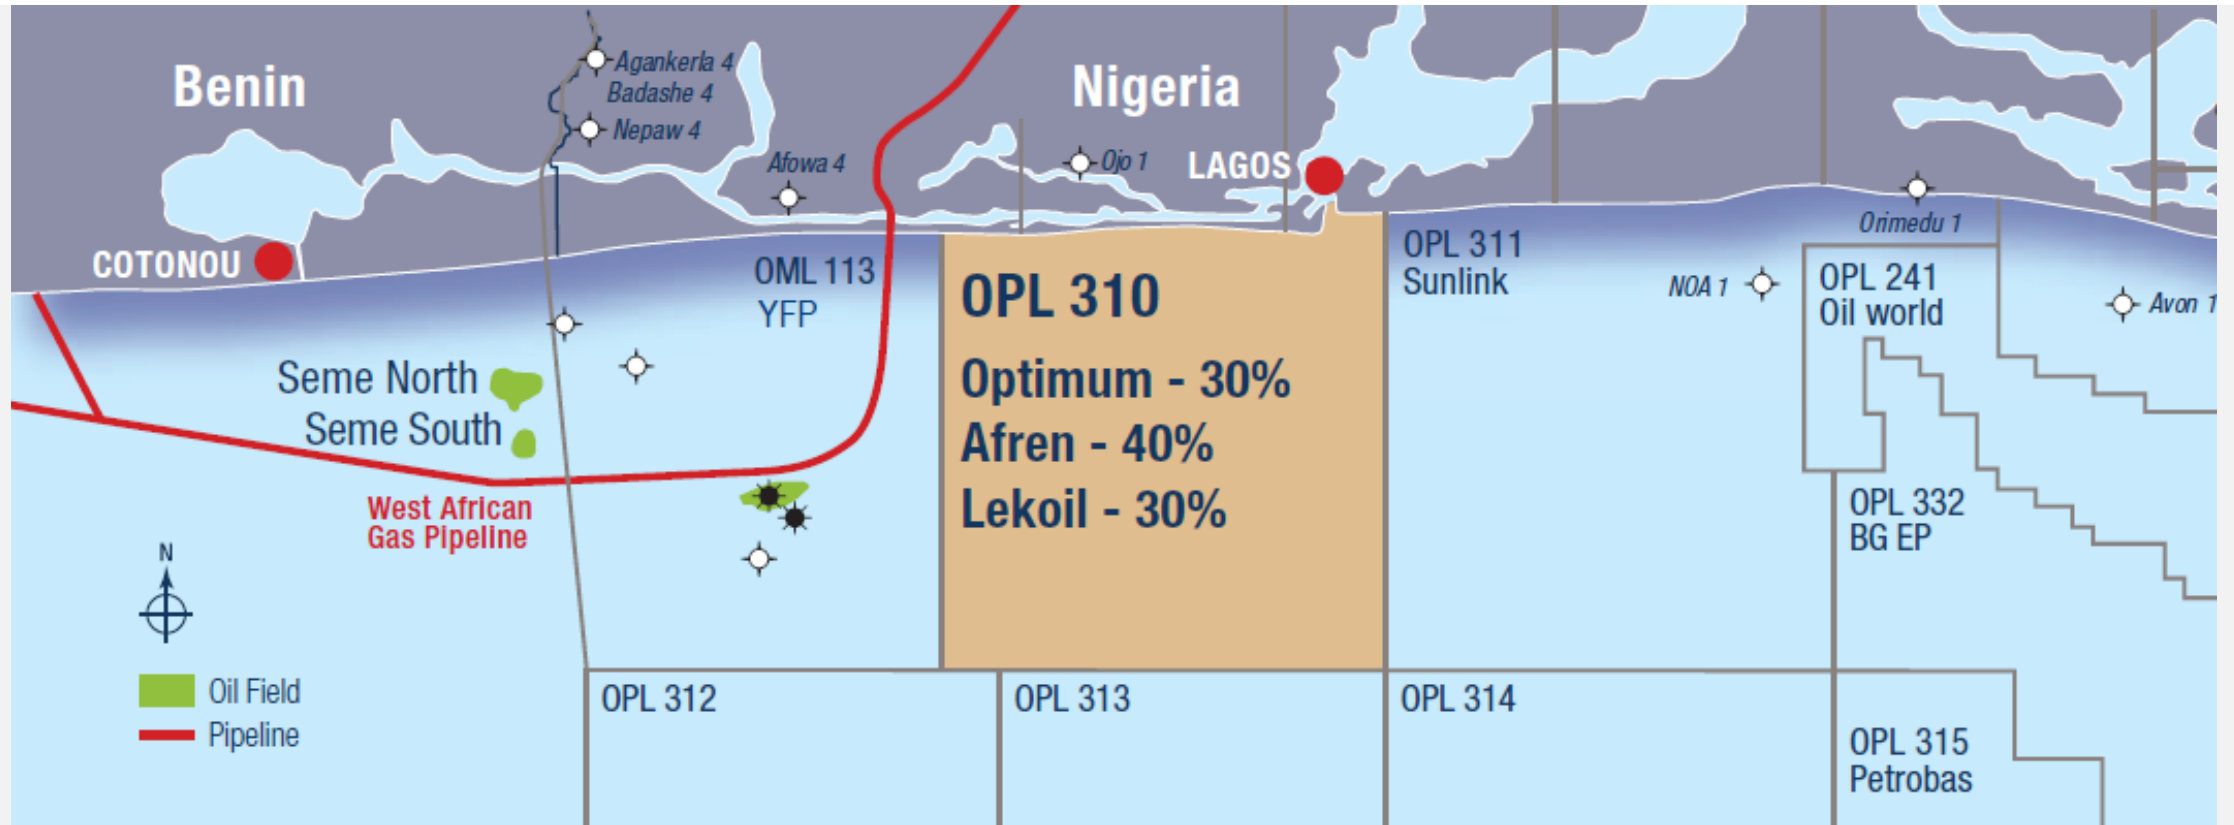 Benin
Agankerla 4
Badashe 4
Nepaw 4
Afowa 4
Nigeria
Ojo 1
LAGOS
COTONOU
OML 113
YFP
OPL 310
Optimum - 30%
Afren - 40%
Lekoil - 30%
OPL 311
Sunlink
Orimedu 1
NOA 1
OPL 241
Oil world
Avon 1
Seme North
Seme South
West African
Gas Pipeline
OPL 332
BG EP
N
Oil Field
Pipeline
OPL 312
OPL 313
OPL 314
OPL 315
Petrobas